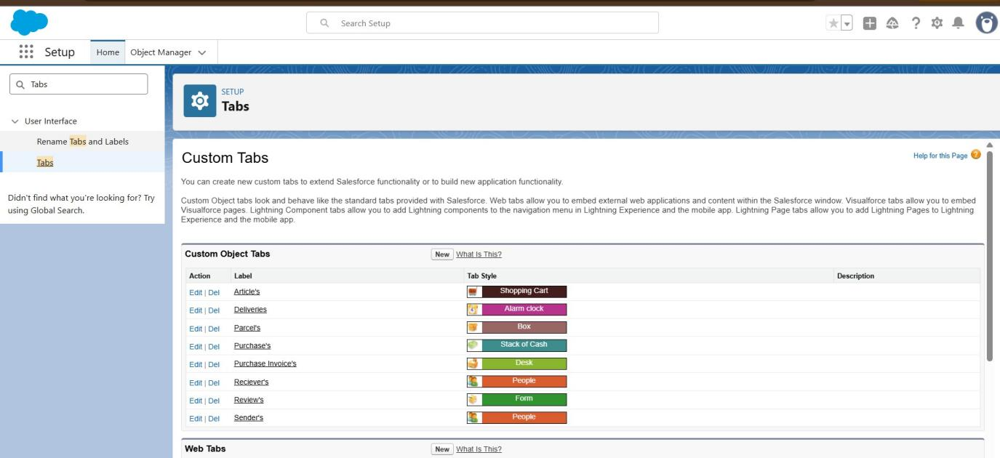 Search Setup
Setup
Home
Object Manager
Tabs
User Interface
Rename Tabs and Labels
Tabs
Didn't find what you're looking for? Try
using Global Search.
SETUP
Tabs
Custom Tabs
Help for this Page ?
You can create new custom tabs to extend Salesforce functionality or to build new application functionality.
Custom Object tabs look and behave like the standard tabs provided with Salesforce. Web tabs allow you to embed external web applications and content within the Salesforce window. Visualforce tabs allow you to embed
Visualforce pages. Lightning Component tabs allow you to add Lightning components to the navigation menu in Lightning Experience and the mobile app. Lightning Page tabs allow you to add Lightning Pages to Lightning
Experience and the mobile app.
Custom Object Tabs New What Is This?
Action Label Tab Style Description
Edit | Del Article's Shopping Cart
Edit | Del Deliveries Alarm clock
Edit | Del Parcel's Box
Edit | Del Purchase's Stack of Cash
Edit | Del Purchase Invoice's Desk
Edit | Del Reciever's People
Edit | Del Review's Form
Edit | Del Sender's People
Web Tabs New What Is This?